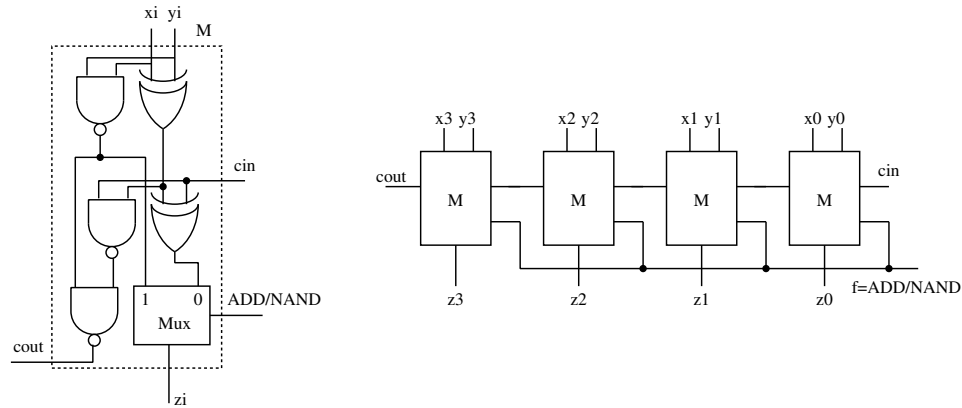 xi yi
M
cin
1 0
ADD/NAND
Mux
cout
zi
x3 y3
x2 y2
x1 y1
x0 y0
cout
cin
M
M
M
M
z3
z2
z1
z0
f=ADD/NAND